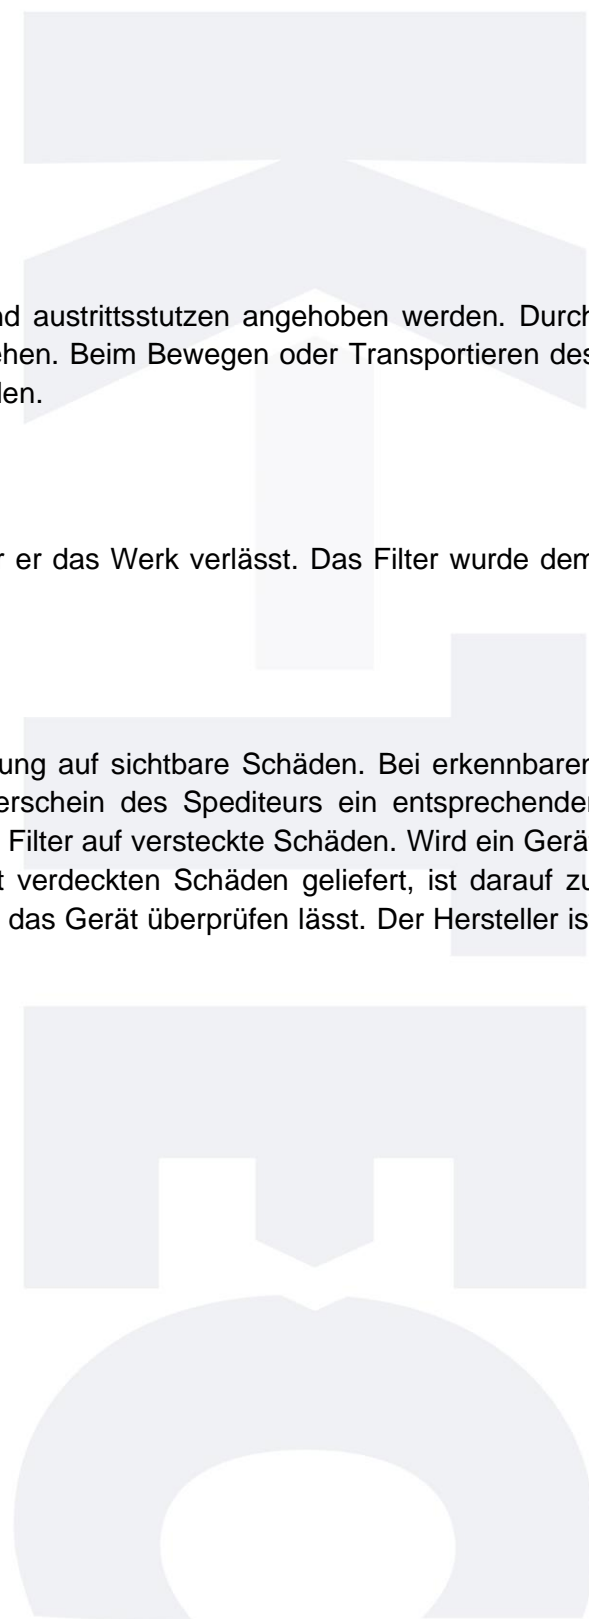 nd austrittsstutzen angehoben werden. Durch
ehen. Beim Bewegen oder Transportieren des
den.
r er das Werk verlässt. Das Filter wurde dem
ung auf sichtbare Schäden. Bei erkennbaren
erschein des Spediteurs ein entsprechender
Filter auf versteckte Schäden. Wird ein Gerät
t verdeckten Schäden geliefert, ist darauf zu
das Gerät überprüfen lässt. Der Hersteller ist